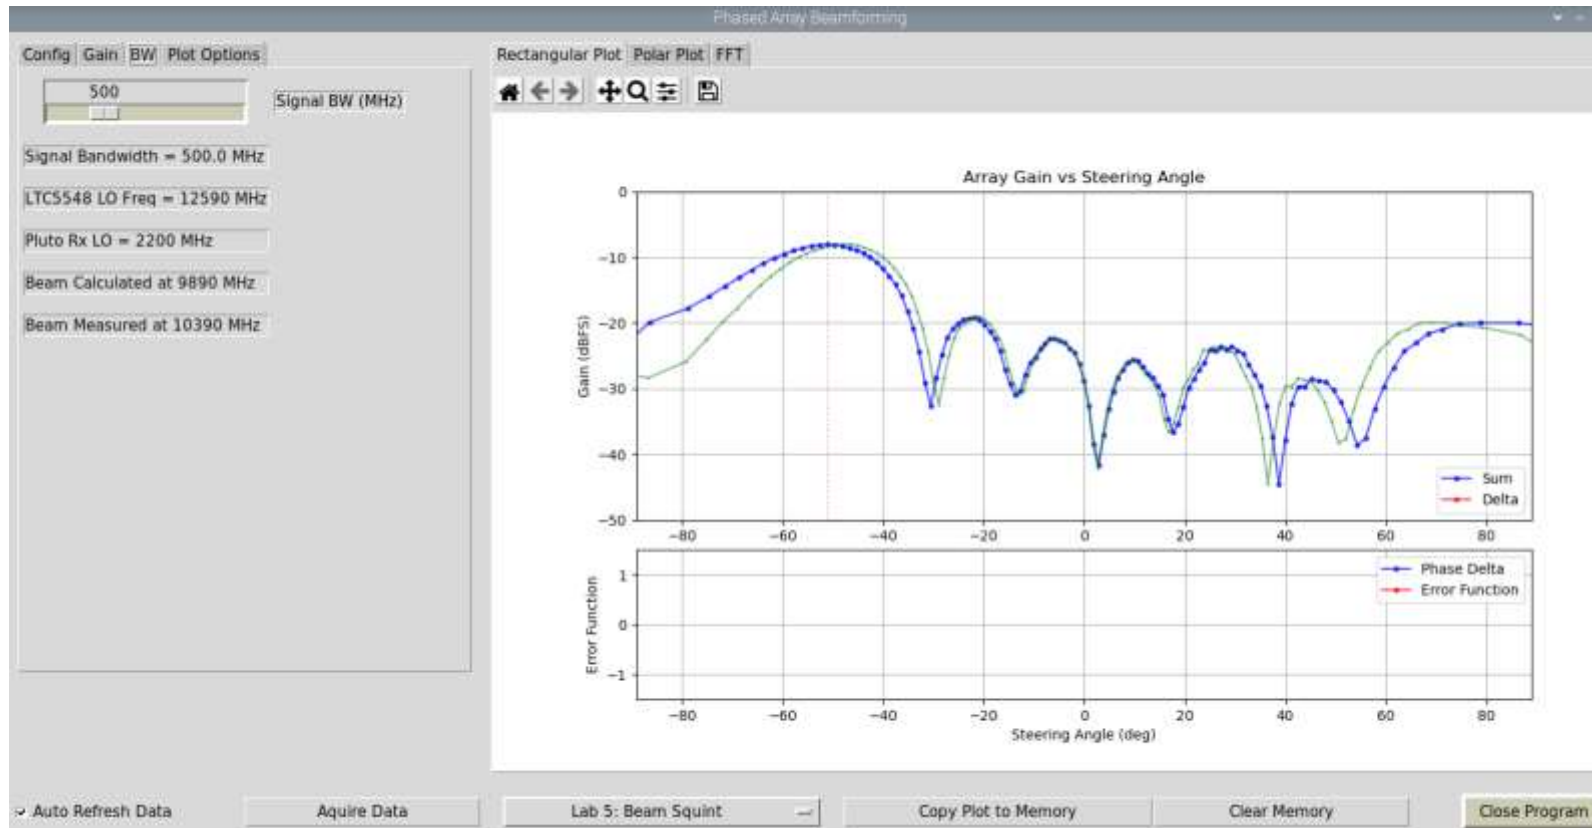 Phased Array Beamforming
Config Gain BW Plot Options
500
Signal BW (MHz)
Signal Bandwidth = 500.0 MHz
LTC5548 LO Freq = 12590 MHz
Pluto Rx LO = 2200 MHz
Beam Calculated at 9890 MHz
Beam Measured at 10390 MHz
Rectangular Plot Polar Plot FFT
Array Gain vs Steering Angle
Gain (dBFS)
0
−10
−20
−30
−40
−50
Sum
Delta
−80 −60 −40 −20 0 20 40 60 80
Error Function
1
0
−1
Phase Delta
Error Function
−80 −60 −40 −20 0 20 40 60 80
Steering Angle (deg)
Auto Refresh Data Aquire Data Lab 5: Beam Squint Copy Plot to Memory Clear Memory Close Program